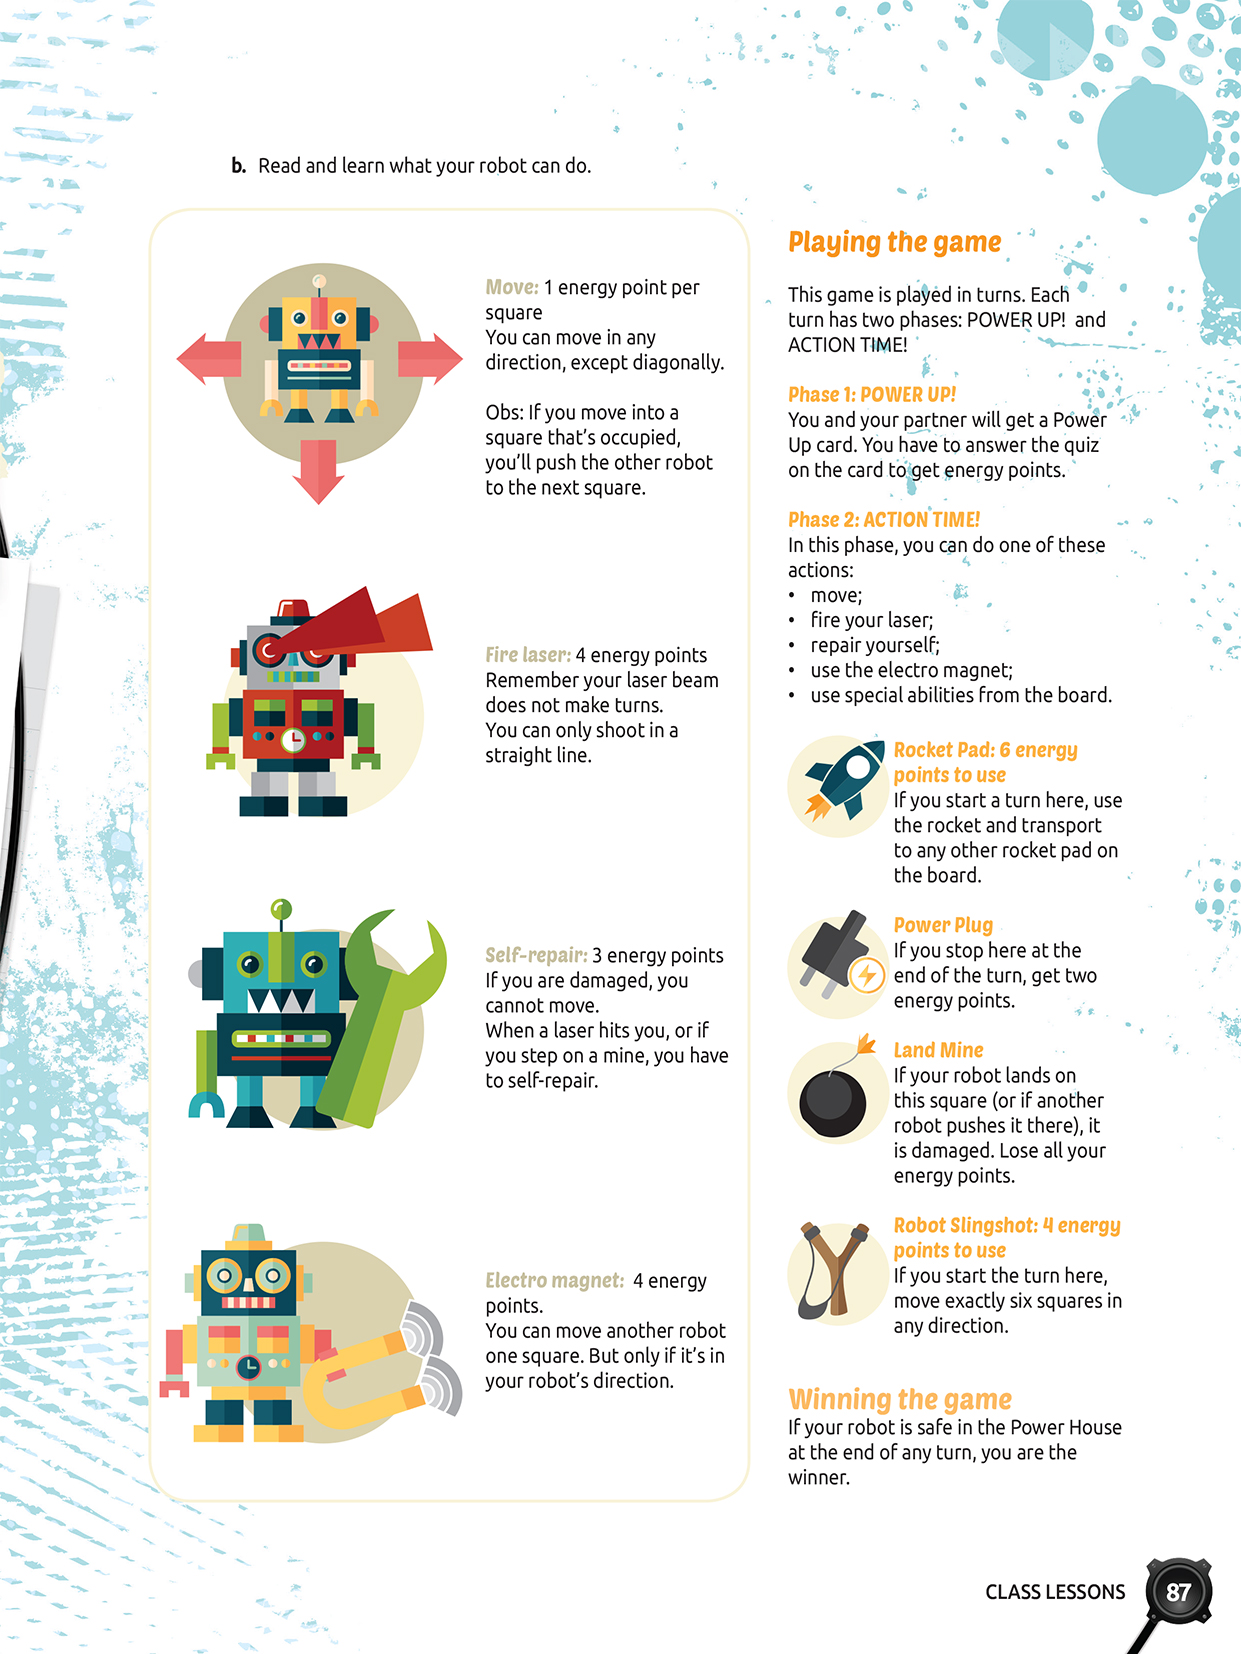 b. Read and learn what your robot can do.
Move: 1 energy point per
square
You can move in any
direction, except diagonally.
Obs: If you move into a
square that's occupied,
you'll push the other robot
to the next square.
Fire laser: 4 energy points
Remember your laser beam
does not make turns.
You can only shoot in a
straight line.
Self-repair: 3 energy points
If you are damaged, you
cannot move.
When a laser hits you, or if
you step on a mine, you have
to self-repair.
Electro magnet: 4 energy
points.
You can move another robot
one square. But only if it's in
your robot's direction.
Playing the game
This game is played in turns. Each
turn has two phases: POWER UP! and
ACTION TIME!
Phase 1: POWER UP!
You and your partner will get a Power
Up card. You have to answer the quiz
on the card to get energy points.
Phase 2: ACTION TIME!
In this phase, you can do one of these
actions:
• move;
• fire your laser;
• repair yourself;
• use the electro magnet;
• use special abilities from the board.
Rocket Pad: 6 energy
points to use
If you start a turn here, use
the rocket and transport
to any other rocket pad on
the board.
Power Plug
If you stop here at the
end of the turn, get two
energy points.
Land Mine
If your robot lands on
this square (or if another
robot pushes it there), it
is damaged. Lose all your
energy points.
Robot Slingshot: 4 energy
points to use
If you start the turn here,
move exactly six squares in
any direction.
Winning the game
If your robot is safe in the Power House
at the end of any turn, you are the
winner.
CLASS LESSONS 87